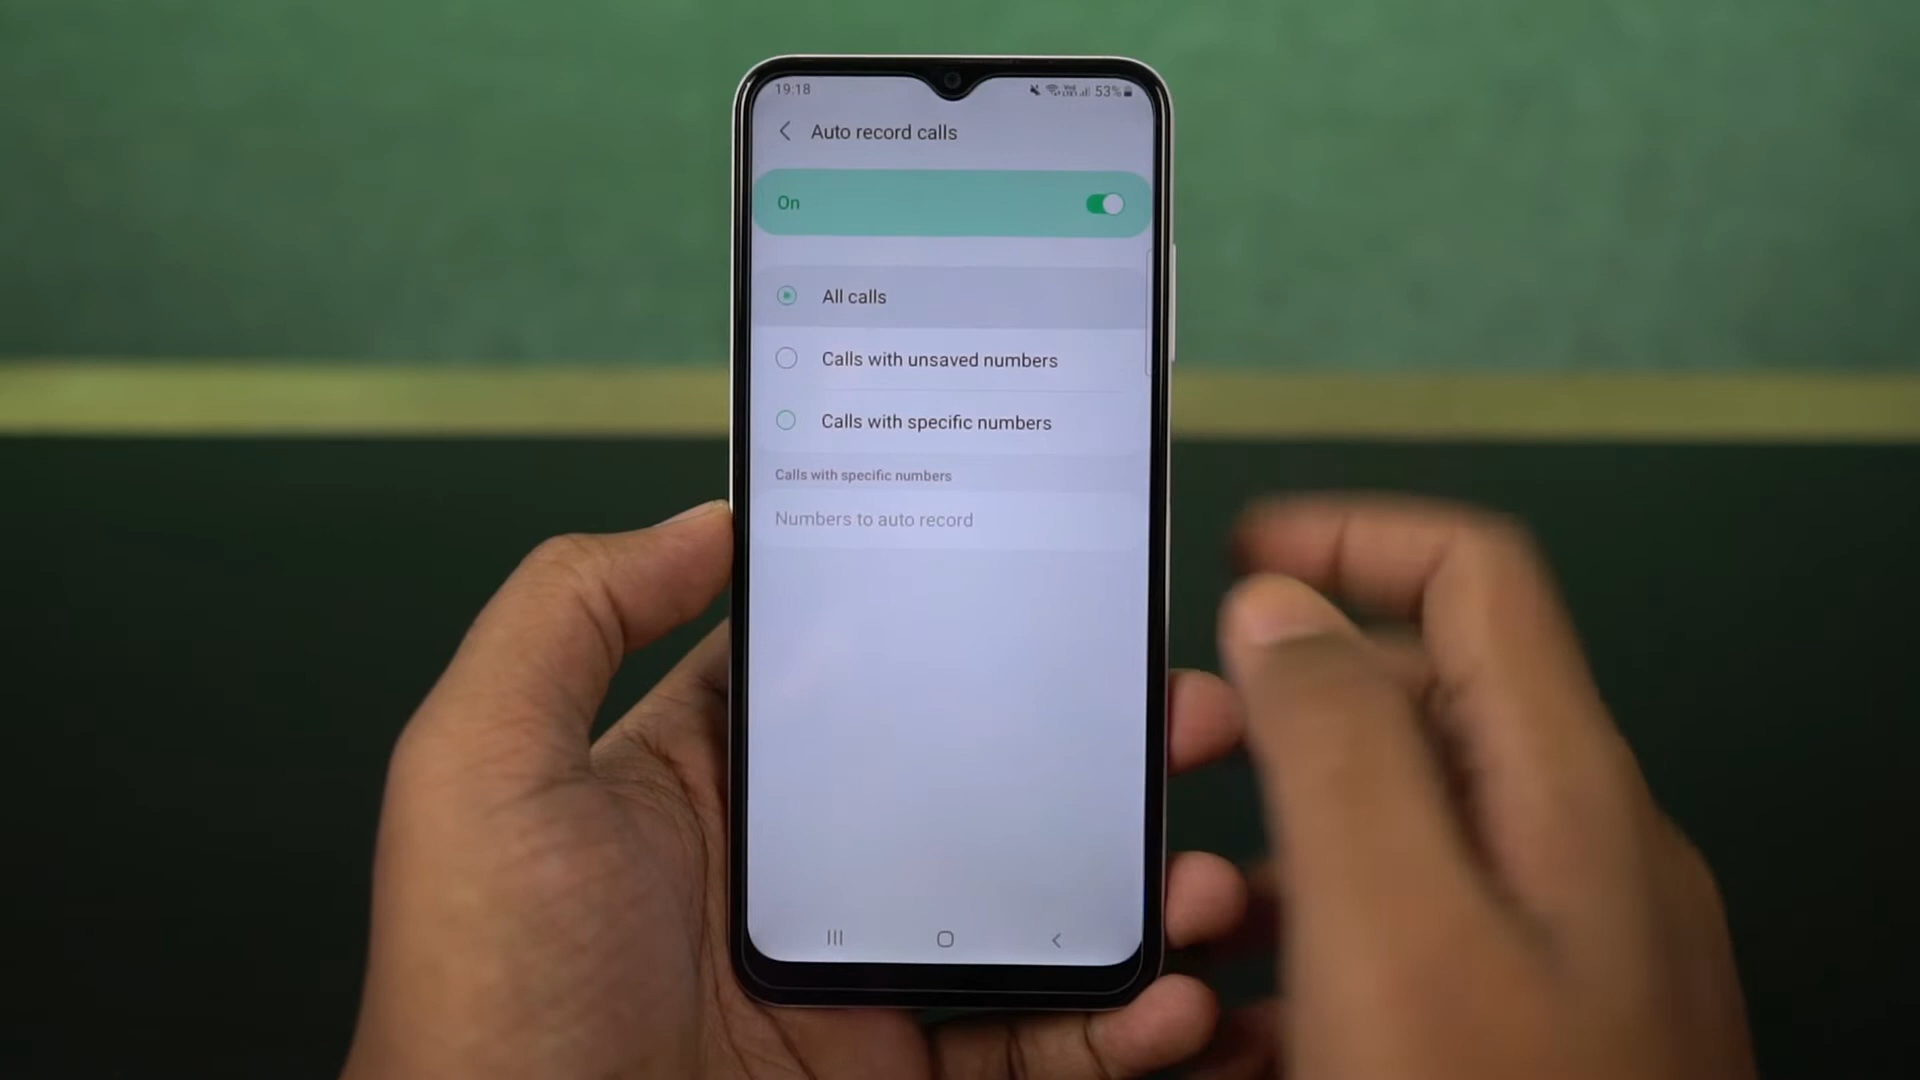 19:18
53%
Auto record calls
On
All calls
Calls with unsaved numbers
Calls with specific numbers
Calls with specific numbers
Numbers to auto record